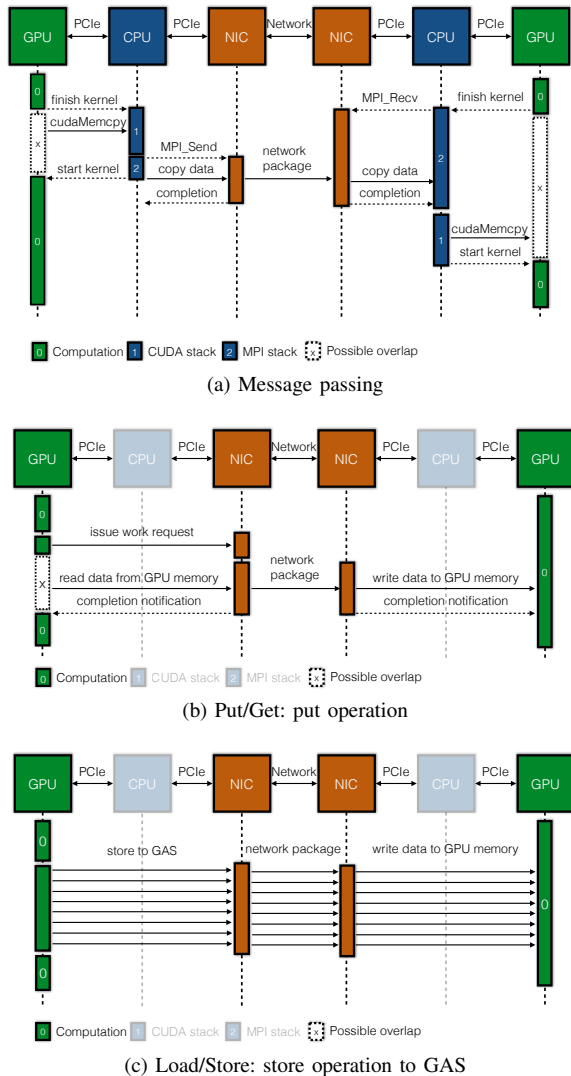 GPU PCIe CPU PCIe NIC Network NIC PCIe CPU PCIe GPU
0 finish kernel MPI_Recv finish kernel 0
cudaMemcpy 1
x MPI_Send network package 2 x
start kernel 2 copy data copy data
completion completion
0 1 cudaMemcpy
start kernel
0
0 Computation 1 CUDA stack 2 MPI stack x Possible overlap
(a) Message passing
GPU PCIe CPU PCIe NIC Network NIC PCIe CPU PCIe GPU
0
issue work request
network package
x read data from GPU memory write data to GPU memory 0
completion notification completion notification
0
0 Computation 1 CUDA stack 2 MPI stack x Possible overlap
(b) Put/Get: put operation
GPU PCIe CPU PCIe NIC Network NIC PCIe CPU PCIe GPU
0
store to GAS network package write data to GPU memory
0
0
0 Computation 1 CUDA stack 2 MPI stack x Possible overlap
(c) Load/Store: store operation to GAS